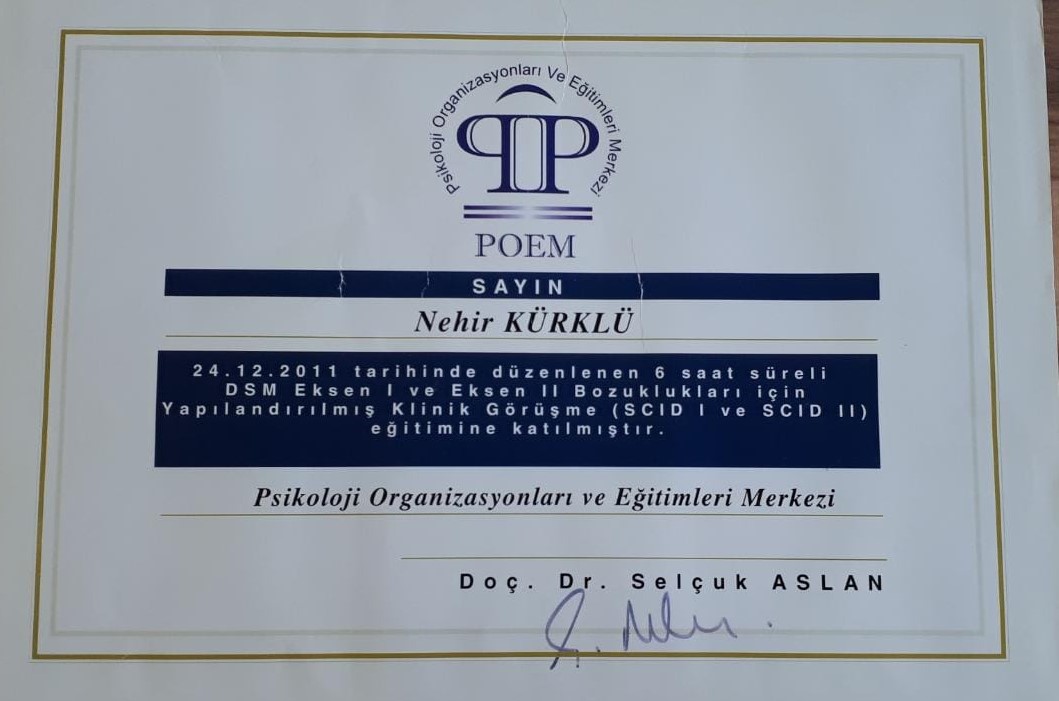 Psikoloji Organizasyonları Ve Eğitimleri Merkezi
POEM
SAYIN
Nehir KÜRKLÜ
24.12.2011 tarihinde düzenlenen 6 saat süreli
DSM Eksen I ve Eksen II Bozuklukları için
Yapılandırılmış Klinik Görüşme (SCID I ve SCID II)
eğitimine katılmıştır.
Psikoloji Organizasyonları ve Eğitimleri Merkezi
Doç. Dr. Selçuk ASLAN